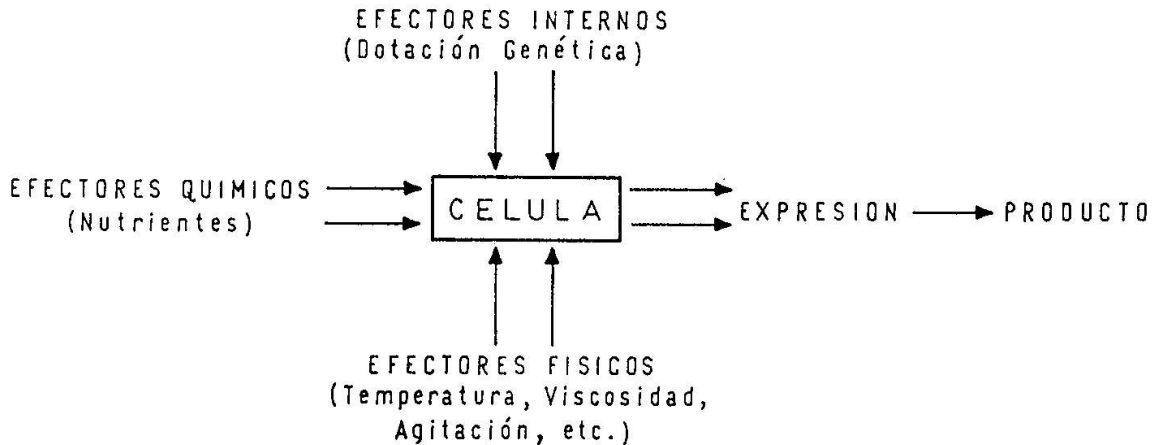 EFECTORES INTERNOS
(Dotación Genética)
EFECTORES QUIMICOS
(Nutrientes)
CELULA
EXPRESION
PRODUCTO
EFECTORES FISICOS
(Temperatura, Viscosidad,
Agitación, etc.)